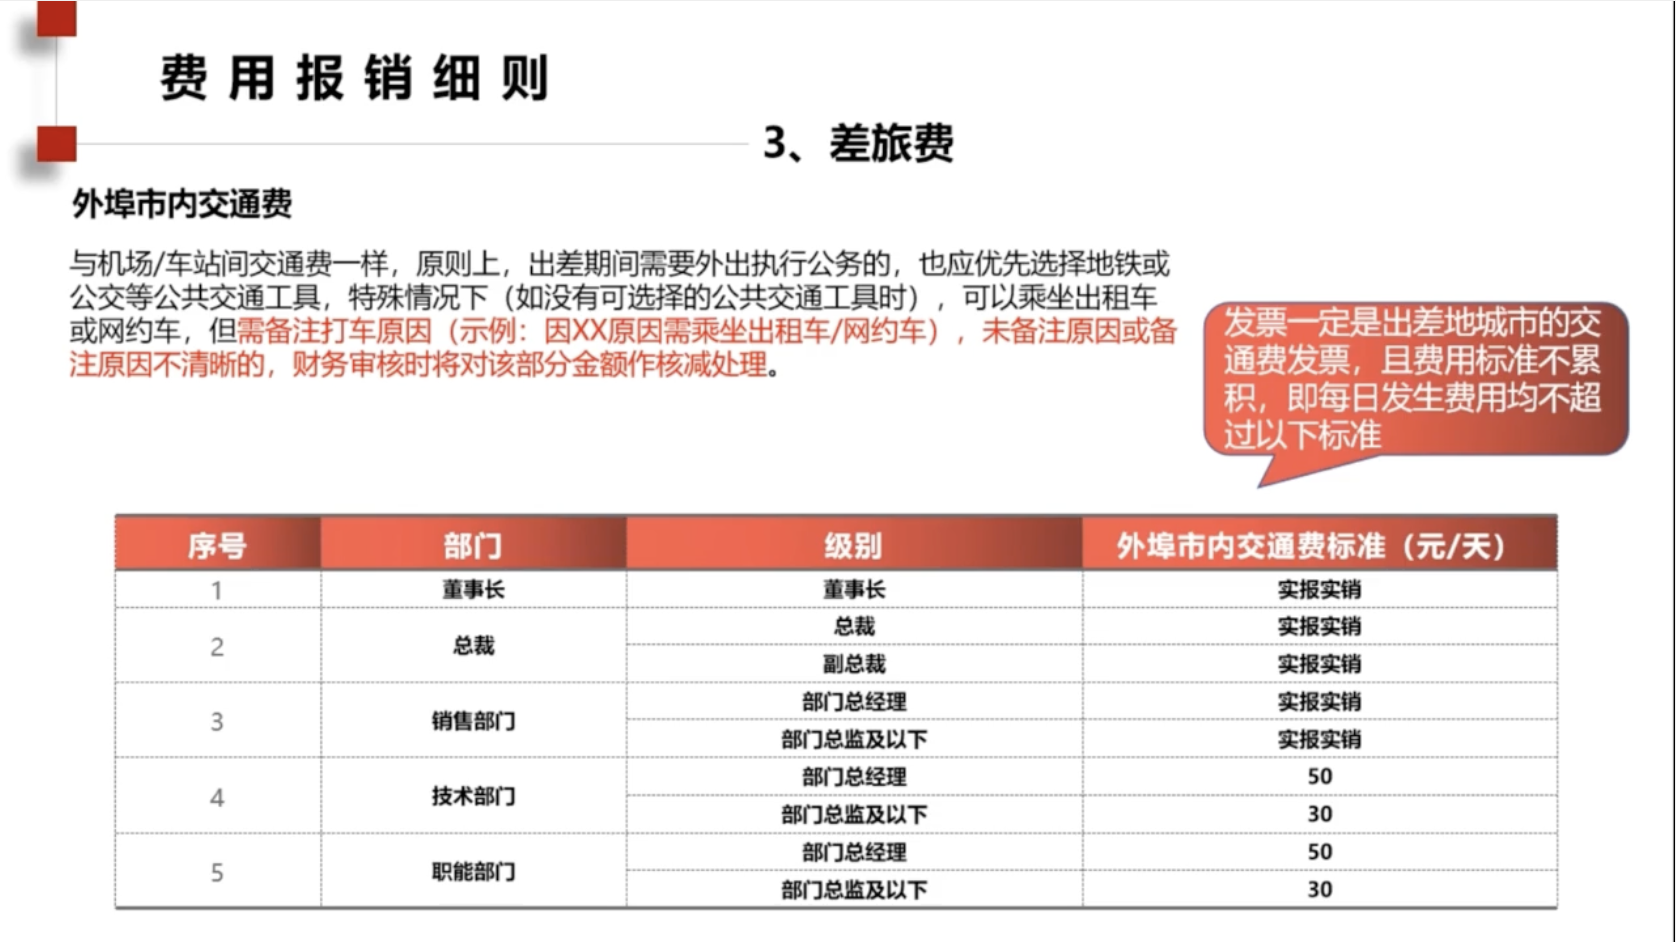 费用报销细则
3、差旅费
外埠市内交通费
与机场/车站间交通费一样，原则上，出差期间需要外出执行公务的，也应优先选择地铁或
公交等公共交通工具，特殊情况下（如没有可选择的公共交通工具时），可以乘坐出租车
或网约车，但需备注打车原因（示例：因XX原因需乘坐出租车/网约车），未备注原因或备
注原因不清晰的，财务审核时将对该部分金额作核减处理。
发票一定是出差地城市的交
通费发票，且费用标准不累
积，即每日发生费用均不超
过以下标准
序号 部门 级别 外埠市内交通费标准（元/天）
1 董事长 董事长 实报实销
2 总裁 总裁 实报实销
副总裁 实报实销
3 销售部门 部门总经理 实报实销
部门总监及以下 实报实销
4 技术部门 部门总经理 50
部门总监及以下 30
5 职能部门 部门总经理 50
部门总监及以下 30